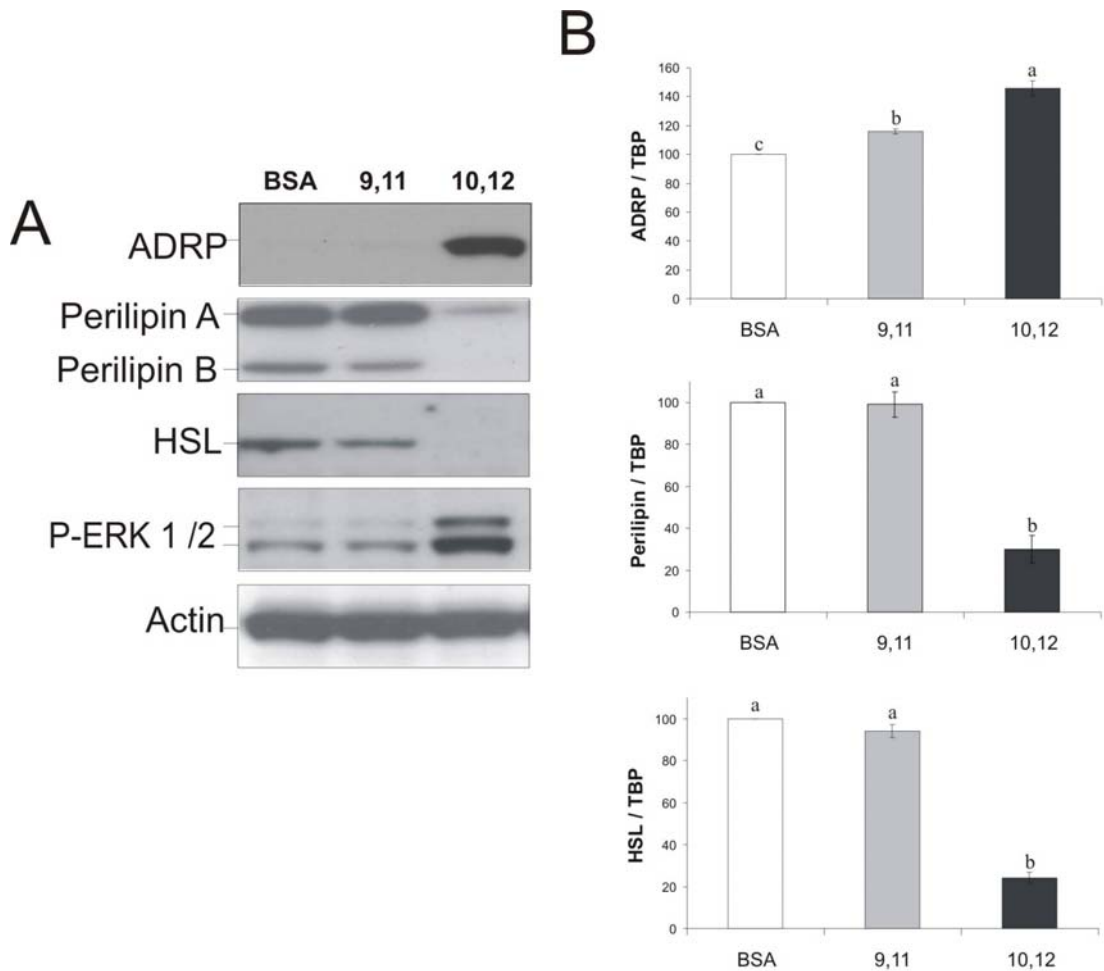 A
BSA 9,11 10,12
ADRP
Perilipin A
Perilipin B
HSL
P-ERK 1 /2
Actin
B
ADRP / TBP
160
140
120
100
80
60
40
20
0
c
b
a
BSA 9,11 10,12
Perilipin / TBP
100
80
60
40
20
0
a
a
b
BSA 9,11 10,12
HSL / TBP
100
80
60
40
20
0
a
a
b
BSA 9,11 10,12